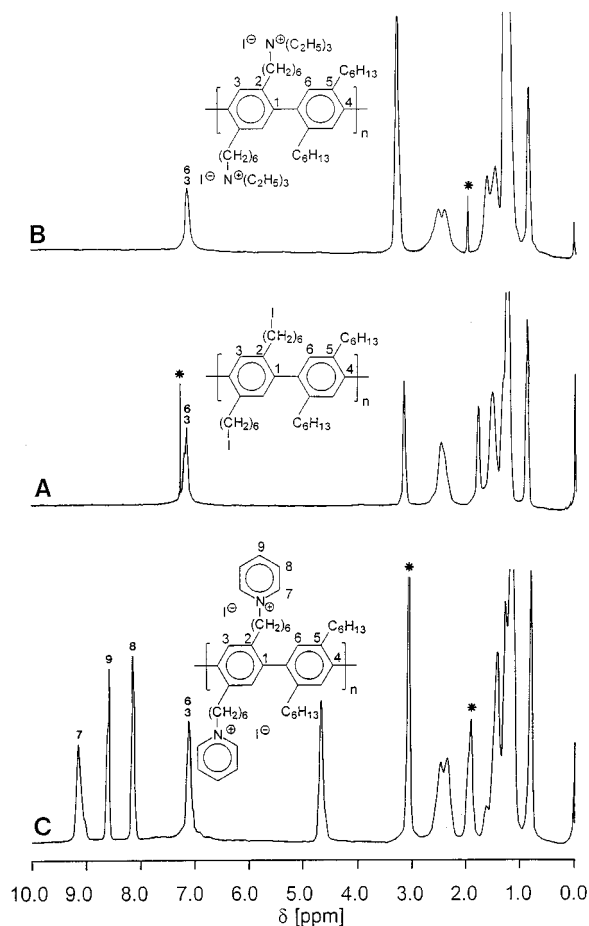 I⊖ N⊕(C2H5)3
(CH2)6
C6H13
3 2 1 6 5 4
n
(CH2)6
C6H13
I⊖ N⊕(C2H5)3
6
3
*
B
I
(CH2)6
C6H13
3 2 1 6 5 4
n
(CH2)6
C6H13
I
*
6
3
A
9
8
7
N⊕
I⊖
(CH2)6
C6H13
3 2 1 6 5 4
n
(CH2)6
C6H13
N⊕
I⊖
7
9
8
6
3
*
*
C
10.0 9.0 8.0 7.0 6.0 5.0 4.0 3.0 2.0 1.0 0.0
δ [ppm]